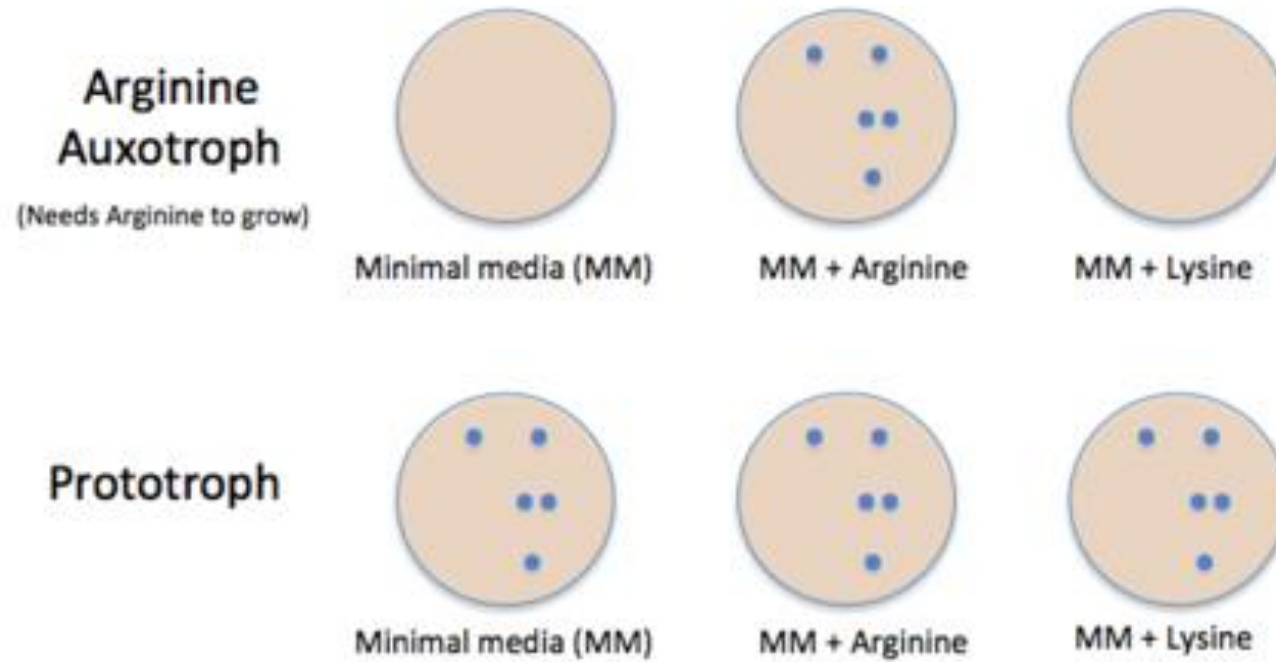 Arginine
Auxotroph
(Needs Arginine to grow)
Minimal media (MM)
MM + Arginine
MM + Lysine
Prototroph
Minimal media (MM)
MM + Arginine
MM + Lysine